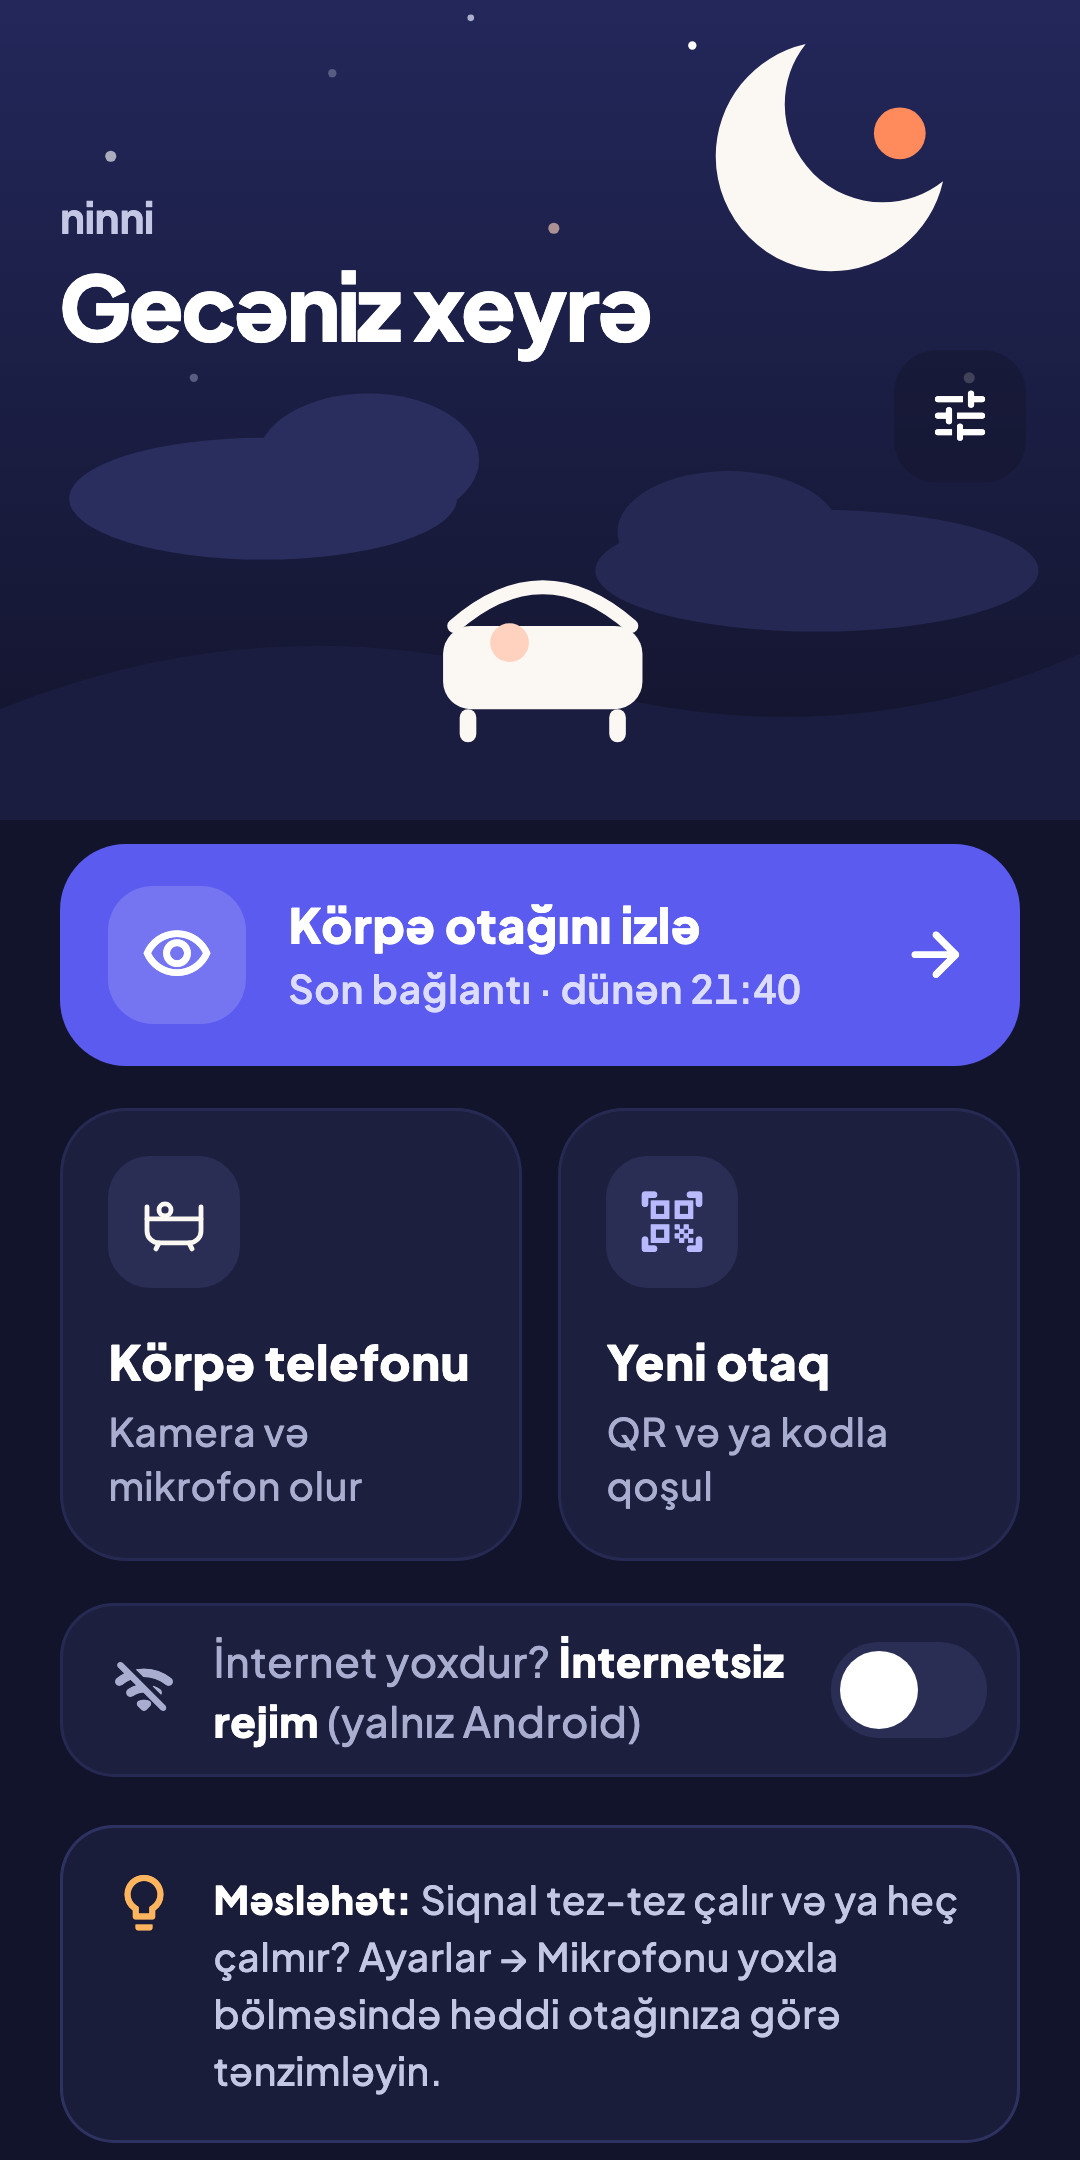 ninni
Gecəniz xeyrə
Körpə otağını izlə
Son bağlantı · dünən 21:40
Körpə telefonu
Kamera və
mikrofon olur
Yeni otaq
QR və ya kodla
qoşul
İnternet yoxdur? İnternetsiz
rejim (yalnız Android)
Məsləhət: Siqnal tez-tez çalır və ya heç
çalmır? Ayarlar → Mikrofonu yoxla
bölməsində həddi otağınıza görə
tənzimləyin.